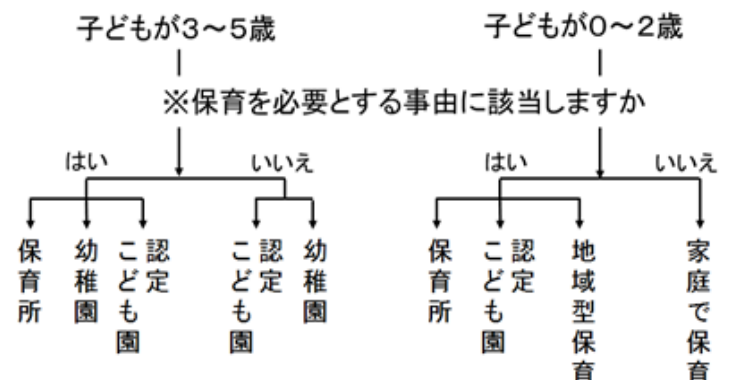 子どもが3～5歳
子どもが0～2歳
※保育を必要とする事由に該当しますか
はい
いいえ
はい
いいえ
保育所
幼稚園
認定
こども園
認定
こども園
幼稚園
保育所
認定
こども園
地域型保育
家庭で保育